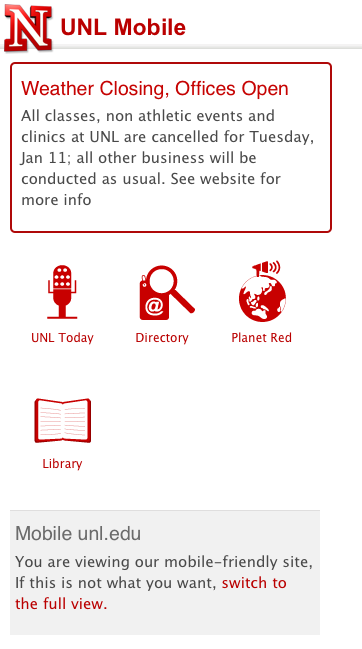 N UNL Mobile
Weather Closing, Offices Open
All classes, non athletic events and
clinics at UNL are cancelled for Tuesday,
Jan 11; all other business will be
conducted as usual. See website for
more info
UNL Today Directory Planet Red
@
Library
Mobile unl.edu
You are viewing our mobile-friendly site,
If this is not what you want, switch to
the full view.